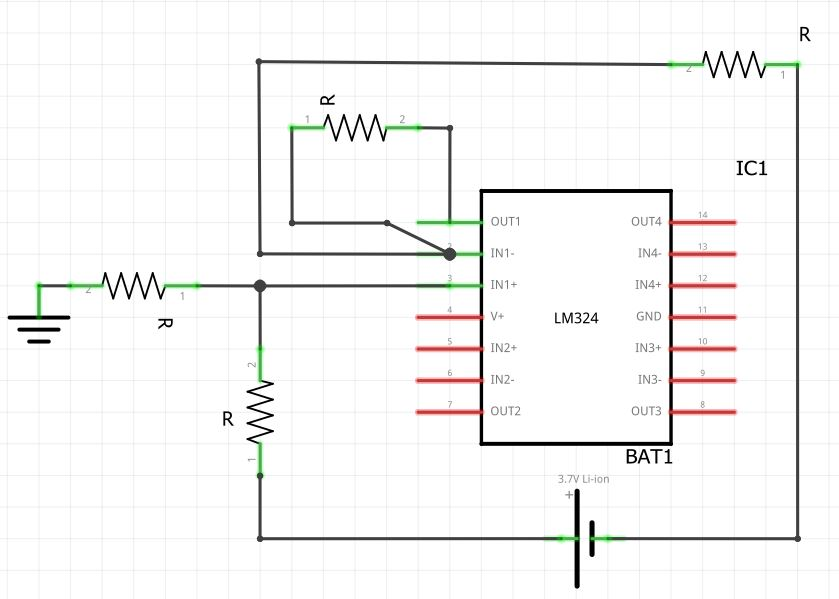 R
2
1
R
1
2
IC1
OUT1
OUT4
14
2
IN1-
IN4-
13
3
IN1+
IN4+
12
2
1
R
4
V+
LM324
GND
11
5
IN2+
IN3+
10
2
6
IN2-
IN3-
9
R
7
OUT2
OUT3
8
1
BAT1
3.7V Li-ion
+